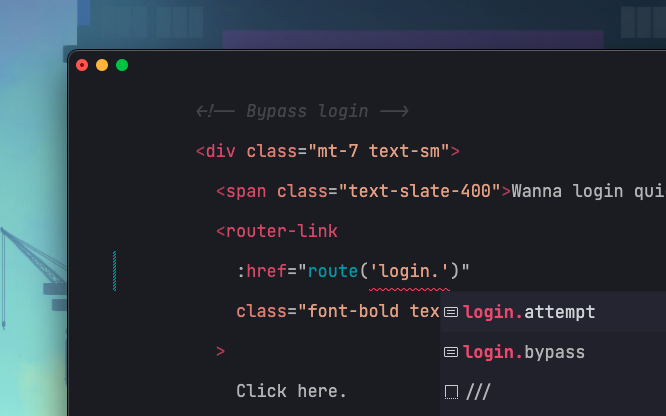 <!-- Bypass login -->
<div class="mt-7 text-sm">
<span class="text-slate-400">Wanna login qui
<router-link
:href="route('login.')"
class="font-bold tex
login.attempt
>
login.bypass
Click here.
///